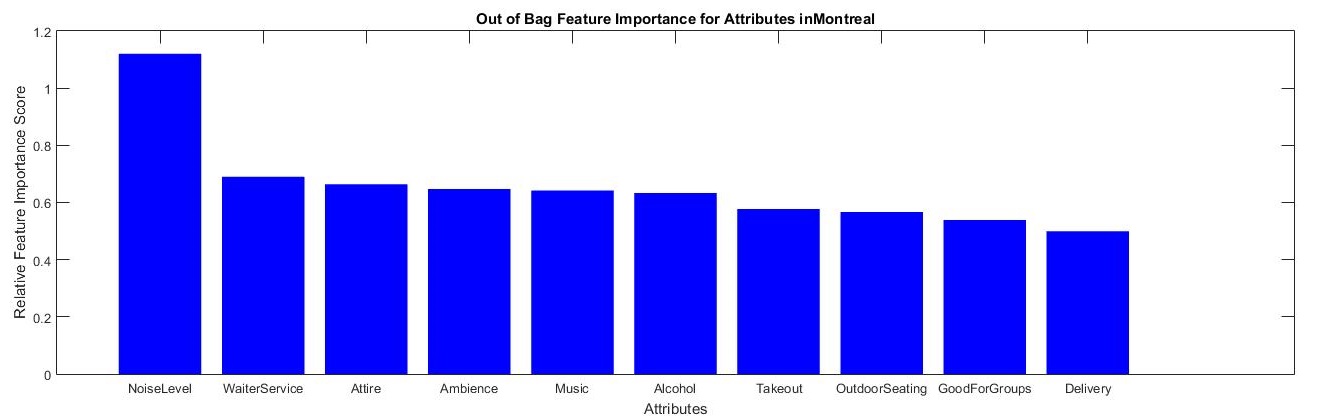 Out of Bag Feature Importance for Attributes inMontreal
Relative Feature Importance Score
1.2
1
0.8
0.6
0.4
0.2
0
NoiseLevel WaiterService Attire Ambience Music Alcohol Takeout OutdoorSeating GoodForGroups Delivery
Attributes